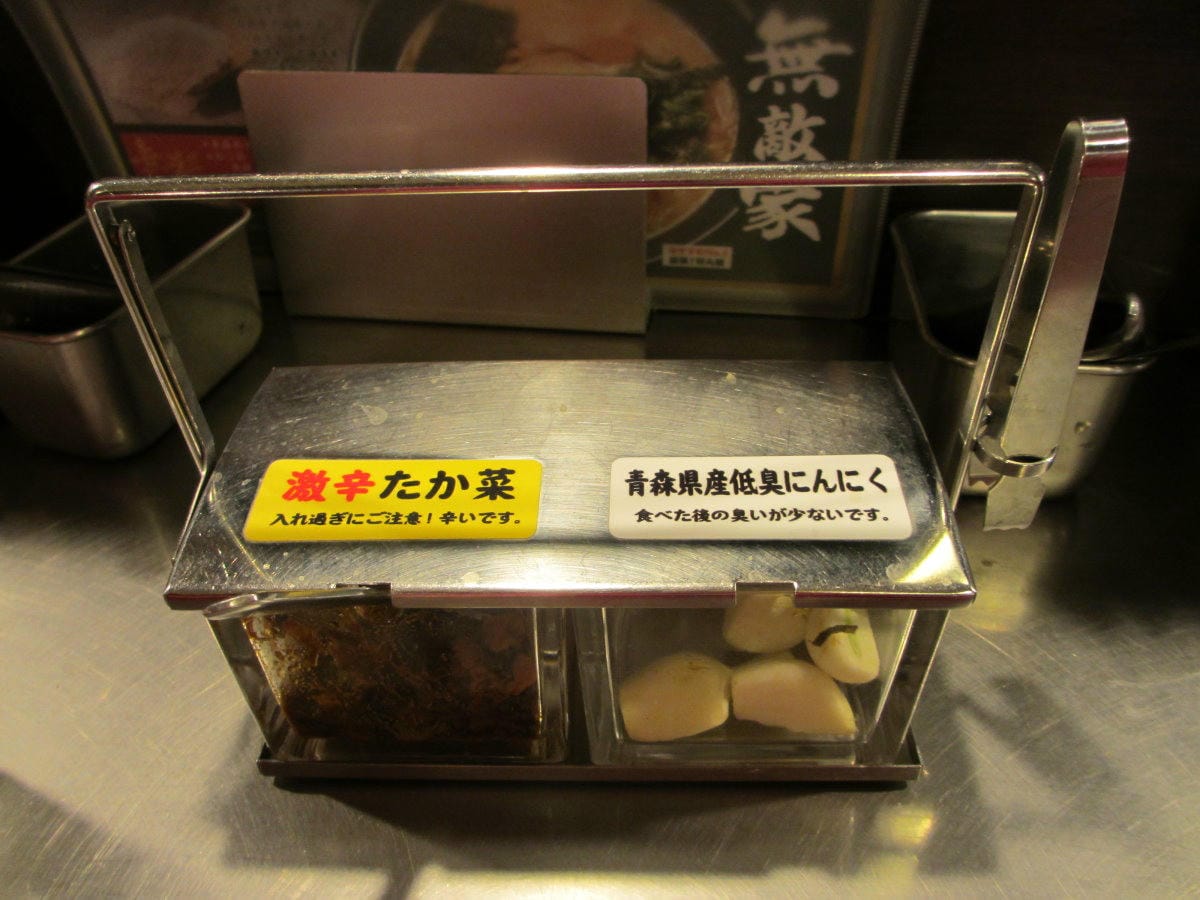 無敵家
激辛たか菜
入れ過ぎにご注意！辛いです。
青森県産低臭にんにく
食べた後の臭いが少ないです。